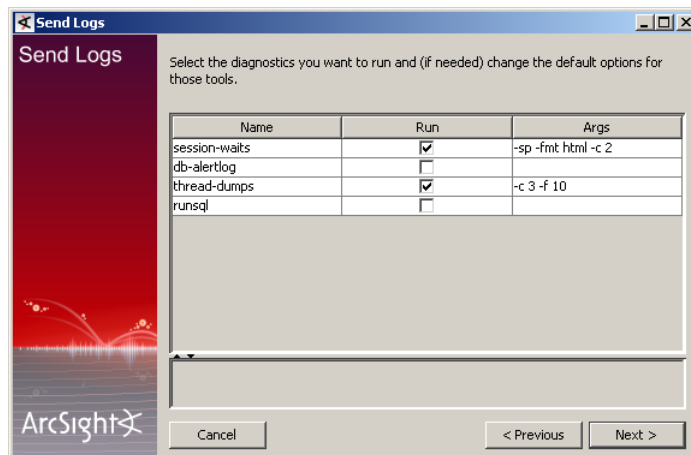 Send Logs
Send Logs
Select the diagnostics you want to run and (if needed) change the default options for
those tools.
Name Run Args
session-waits -sp -fmt html -c 2
db-alertlog
thread-dumps -c 3 -f 10
runsql
ArcSight
Cancel < Previous Next >